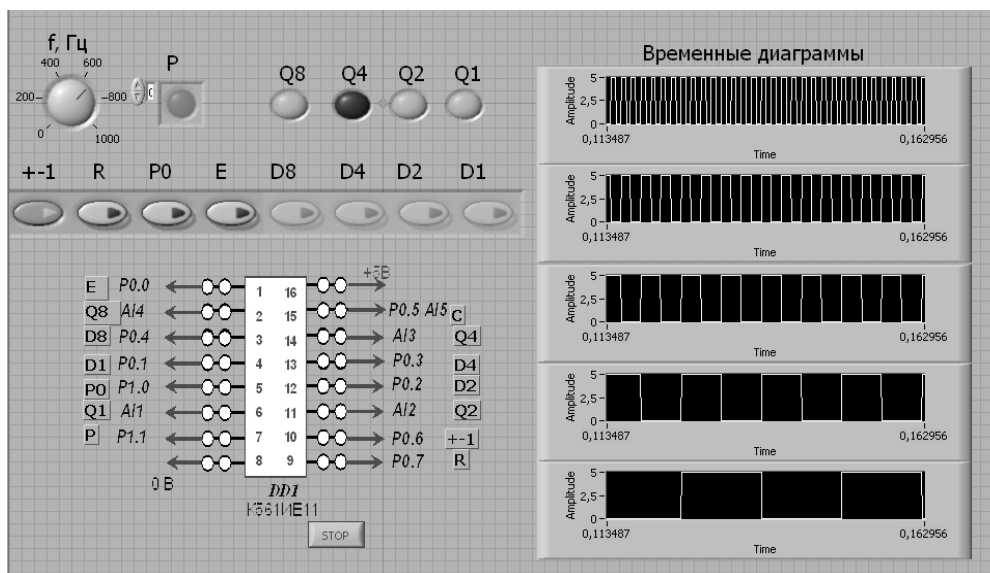 f, Гц
400 600
200 800
0 1000
P
C
Q8 Q4 Q2 Q1
+-1 R P0 E D8 D4 D2 D1
Временные диаграммы
Amplitude
5-
2,5-
0-
0,113487 0,162956
Time
Amplitude
5-
2,5-
0-
0,113487 0,162956
Time
Amplitude
5-
2,5-
0-
0,113487 0,162956
Time
Amplitude
5-
2,5-
0-
0,113487 0,162956
Time
Amplitude
5-
2,5-
0-
0,113487 0,162956
Time
+5В
E P0.0 1 16
Q8 AI4 2 15 P0.5 AI5 C
D8 P0.4 3 14 AI3 Q4
D1 P0.1 4 13 P0.3 D4
P0 P1.0 5 12 P0.2 D2
Q1 AI1 6 11 AI2 Q2
P P1.1 7 10 P0.6 +-1
8 9 P0.7 R
0 В
DD1
К561ИЕ11
STOP